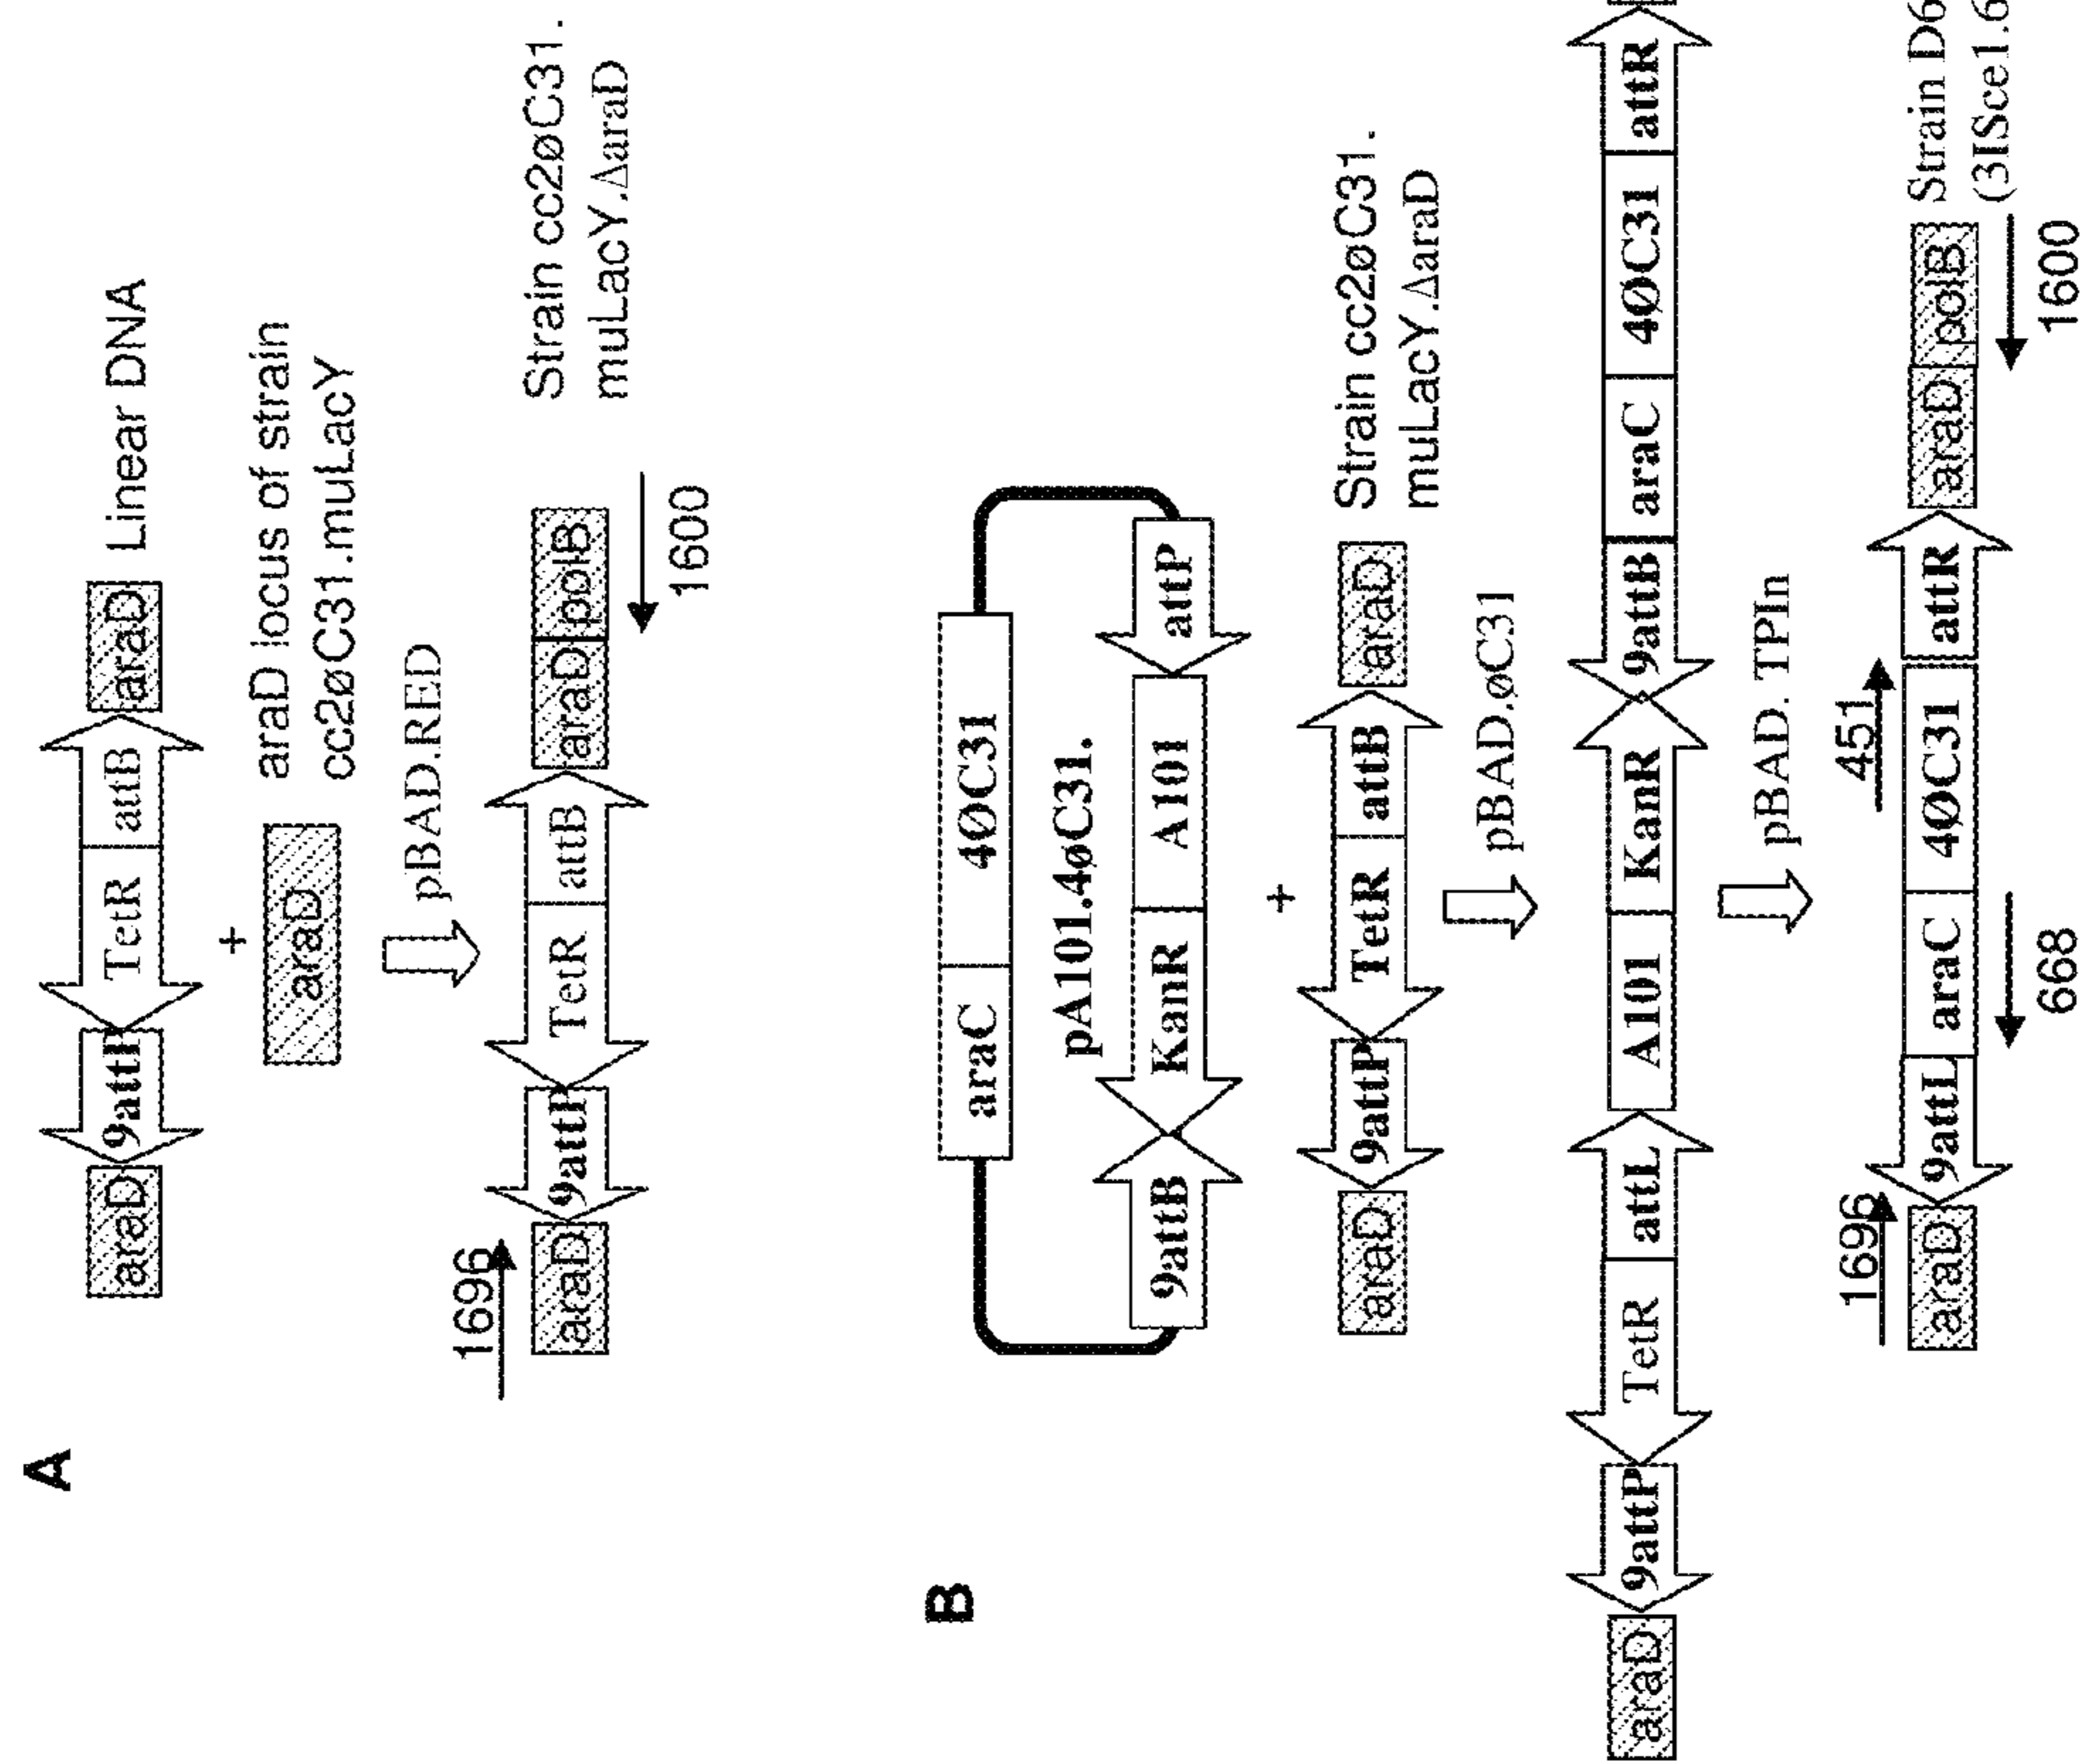 A
araD 9attP TetR attB araD Linear DNA
+
araD araD locus of strain
cc2øC31.muLacY
pBAD.RED
1696
araD 9attP TetR attB araD polB Strain cc2øC31.
muLacY.ΔaraD
1600
B
araC 4ØC31
pA101.4øC31.
9attB KanR A101 attP
+
araD 9attP TetR attB araD Strain cc2øC31.
muLacY.ΔaraD
pBAD.øC31
araD 9attP TetR attL A101 KanR 9attB araC 4ØC31 attR
pBAD.TPIn
1696 451
araD 9attL araC 4ØC31 attR araD polB Strain D6
(3ISce1.6
668 1600